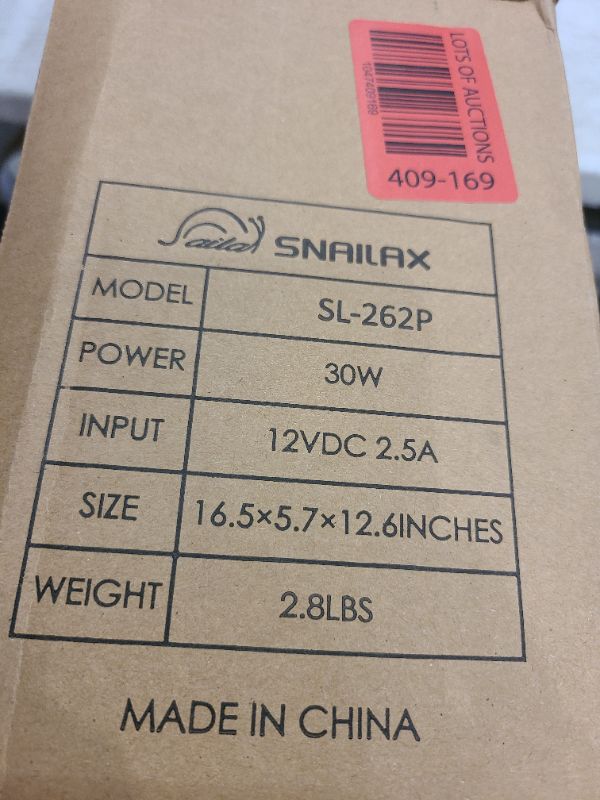 LOTS OF AUCTIONS
1047409169
409-169
Snailax SNAILAX
MODEL SL-262P
POWER 30W
INPUT 12VDC 2.5A
SIZE 16.5×5.7×12.6INCHES
WEIGHT 2.8LBS
MADE IN CHINA